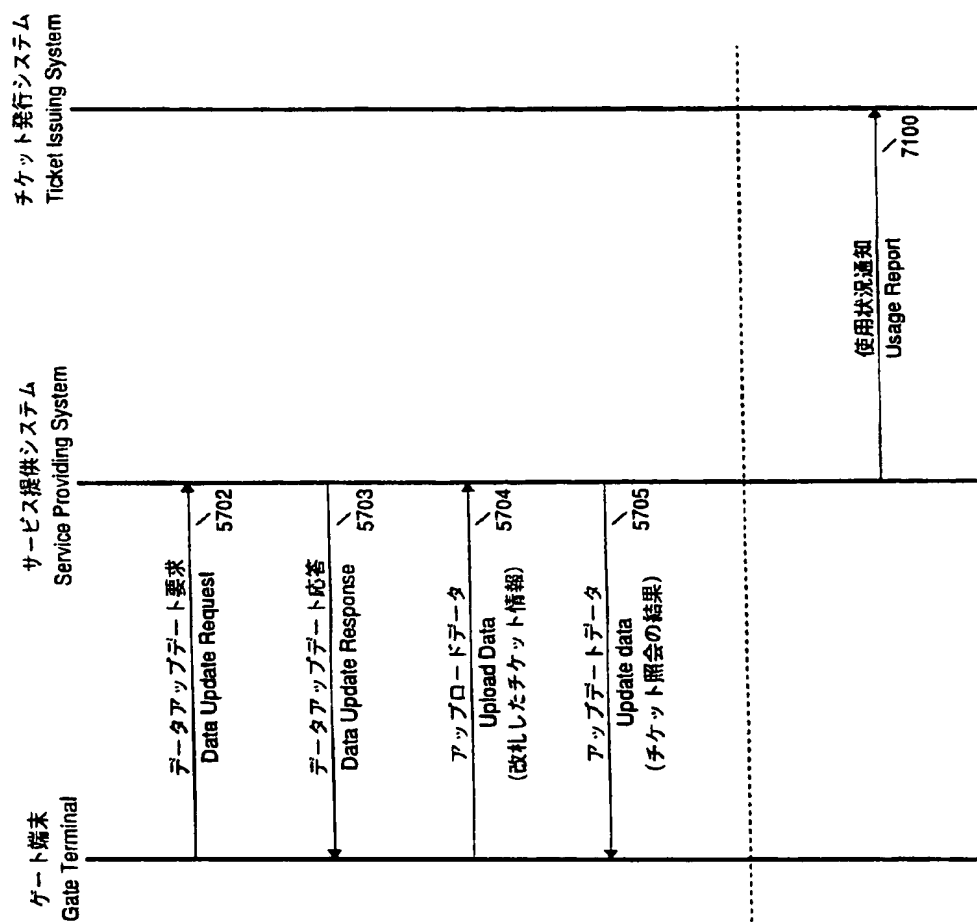 ゲート端末
Gate Terminal
サービス提供システム
Service Providing System
チケット発行システム
Ticket Issuing System
データアップデート要求
Data Update Request
5702
データアップデート応答
Data Update Response
5703
アップロードデータ
Upload Data
(改札したチケット情報)
5704
アップデートデータ
Update data
(チケット照会の結果)
5705
使用状況通知
Usage Report
7100